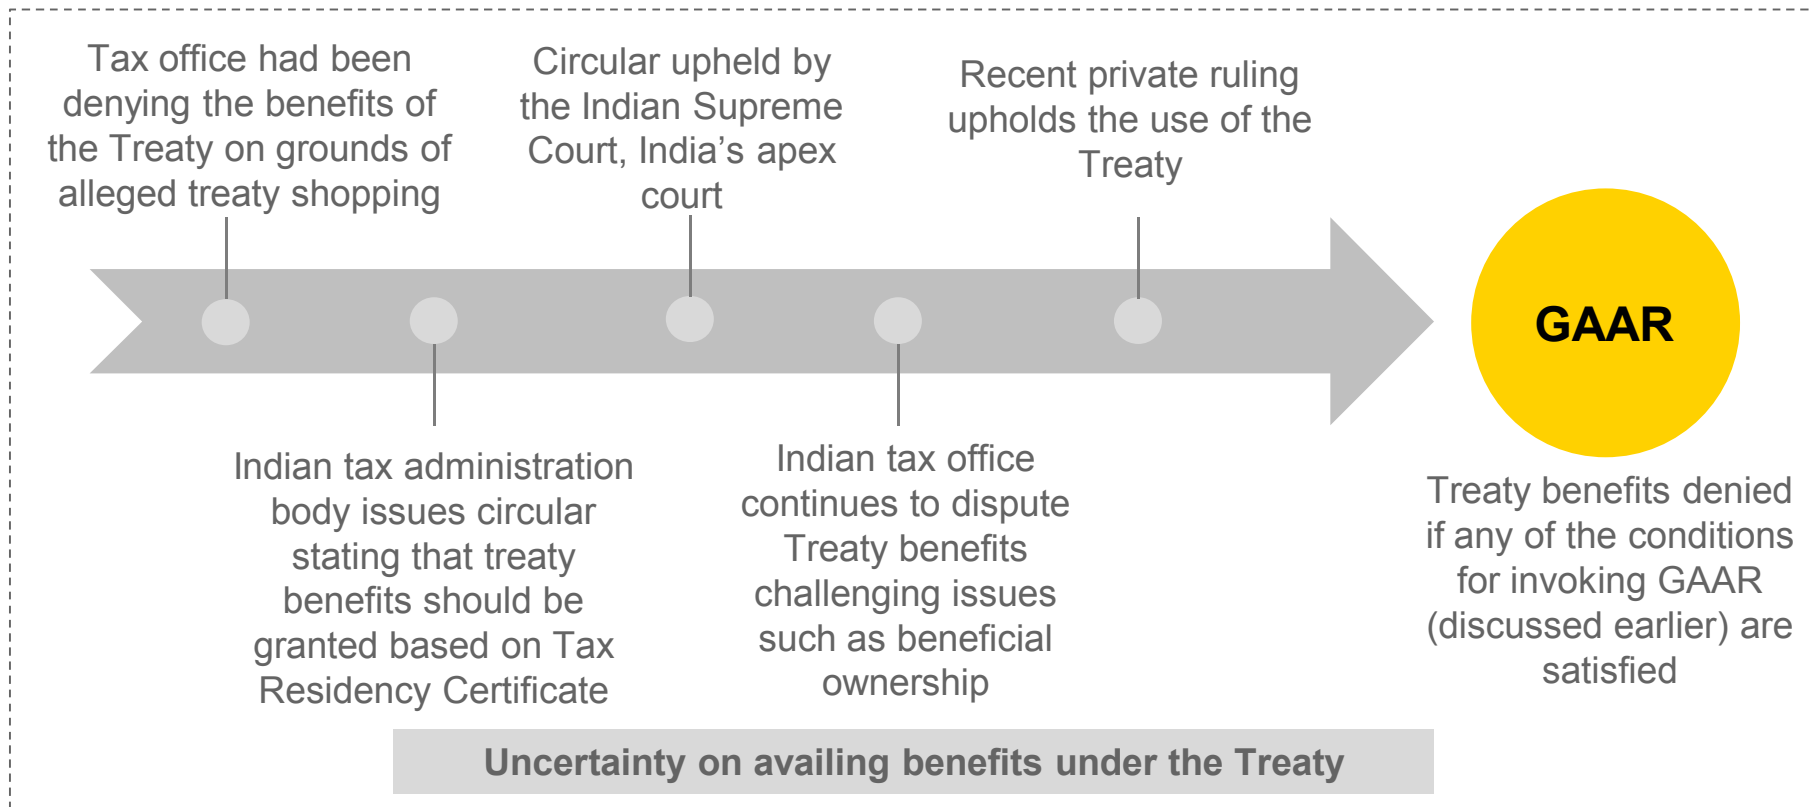 Tax office had been
denying the benefits of
the Treaty on grounds of
alleged treaty shopping
Indian tax administration
body issues circular
stating that treaty
benefits should be
granted based on Tax
Residency Certificate
Circular upheld by
the Indian Supreme
Court, India’s apex
court
Indian tax office
continues to dispute
Treaty benefits
challenging issues
such as beneficial
ownership
Recent private ruling
upholds the use of the
Treaty
GAAR
Treaty benefits denied
if any of the conditions
for invoking GAAR
(discussed earlier) are
satisfied
Uncertainty on availing benefits under the Treaty